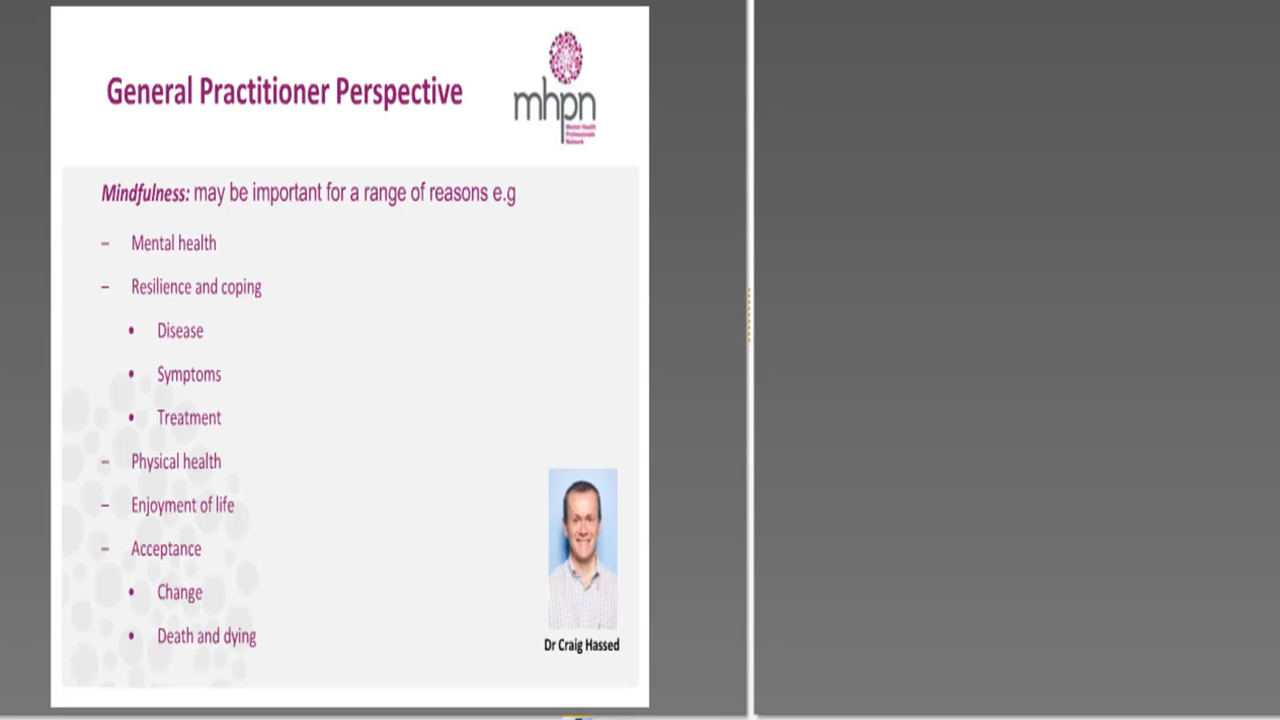 General Practitioner Perspective
mhpn
Mental Health
Professionals
Network
Mindfulness: may be important for a range of reasons e.g
– Mental health
– Resilience and coping
• Disease
• Symptoms
• Treatment
– Physical health
– Enjoyment of life
– Acceptance
• Change
• Death and dying
Dr Craig Hassed